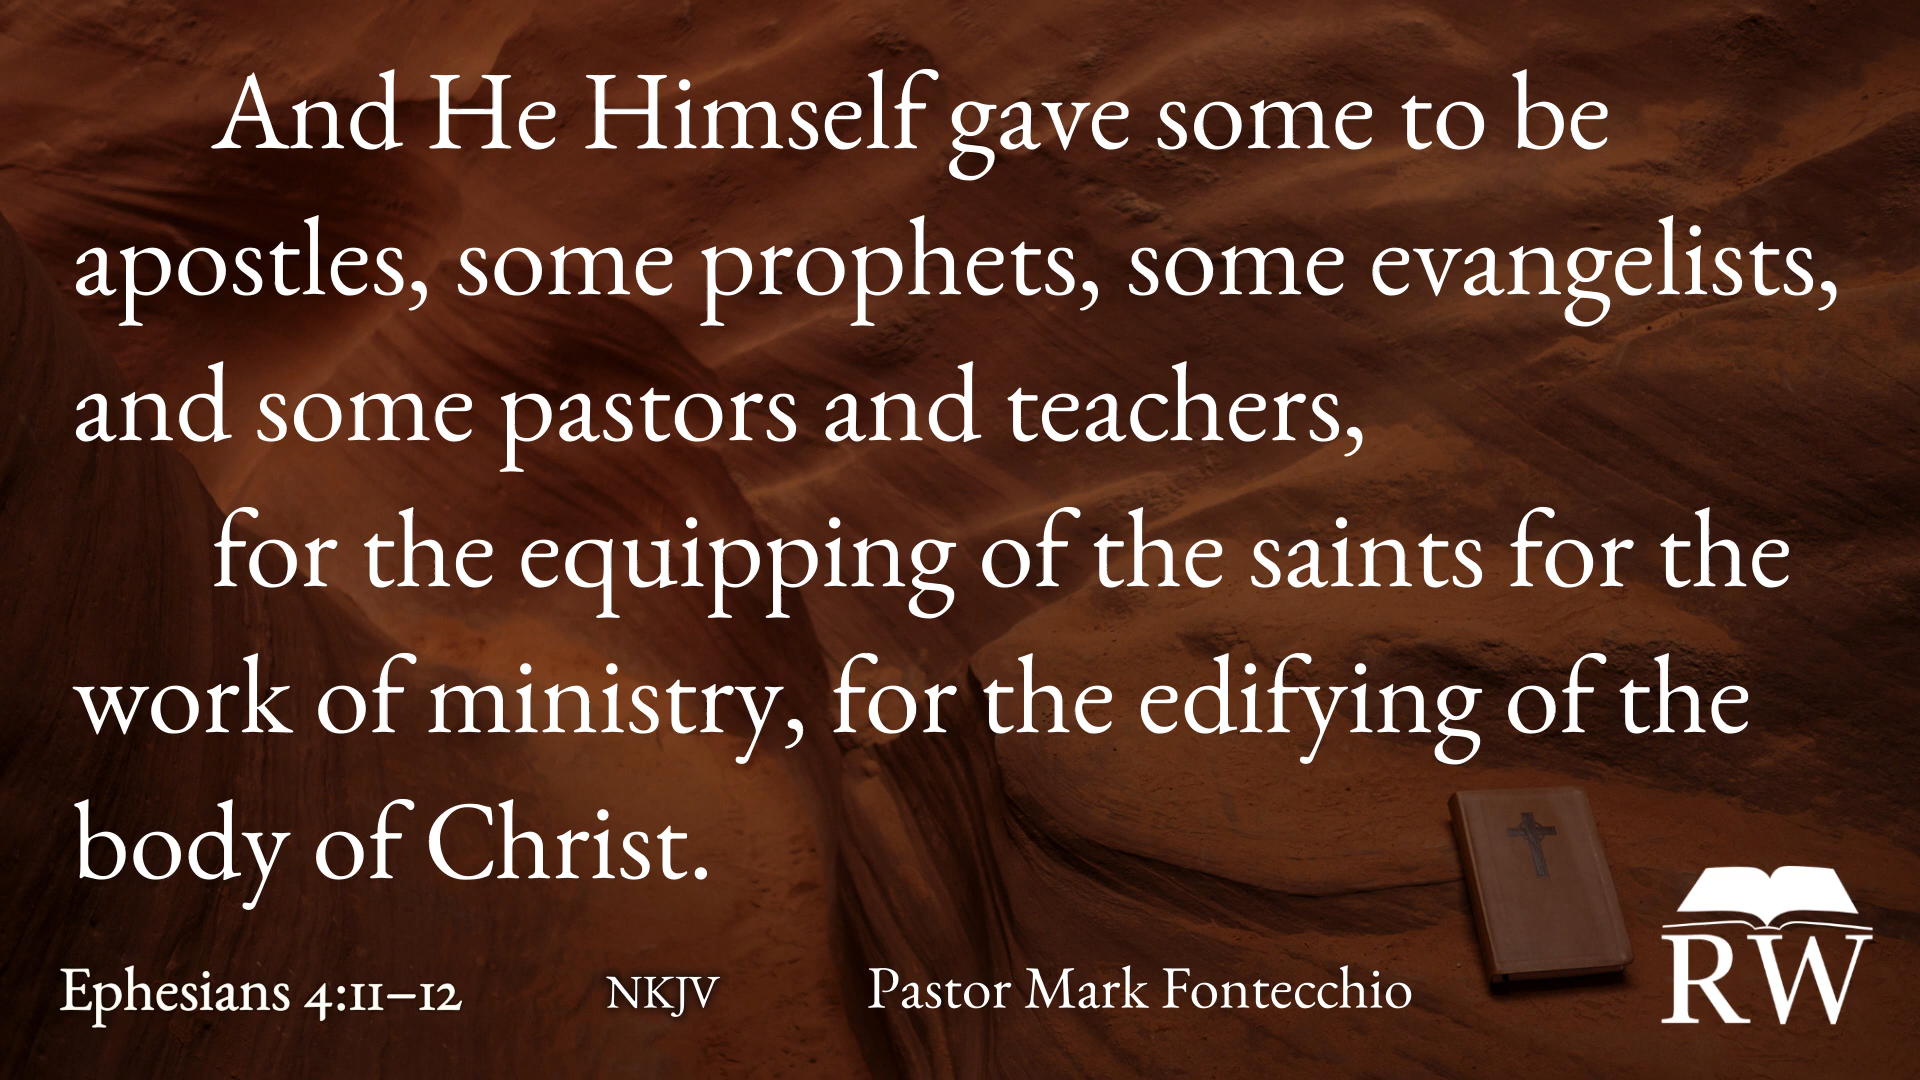 And He Himself gave some to be
apostles, some prophets, some evangelists,
and some pastors and teachers,
for the equipping of the saints for the
work of ministry, for the edifying of the
body of Christ.
Ephesians 4:11–12 NKJV Pastor Mark Fontecchio
RW